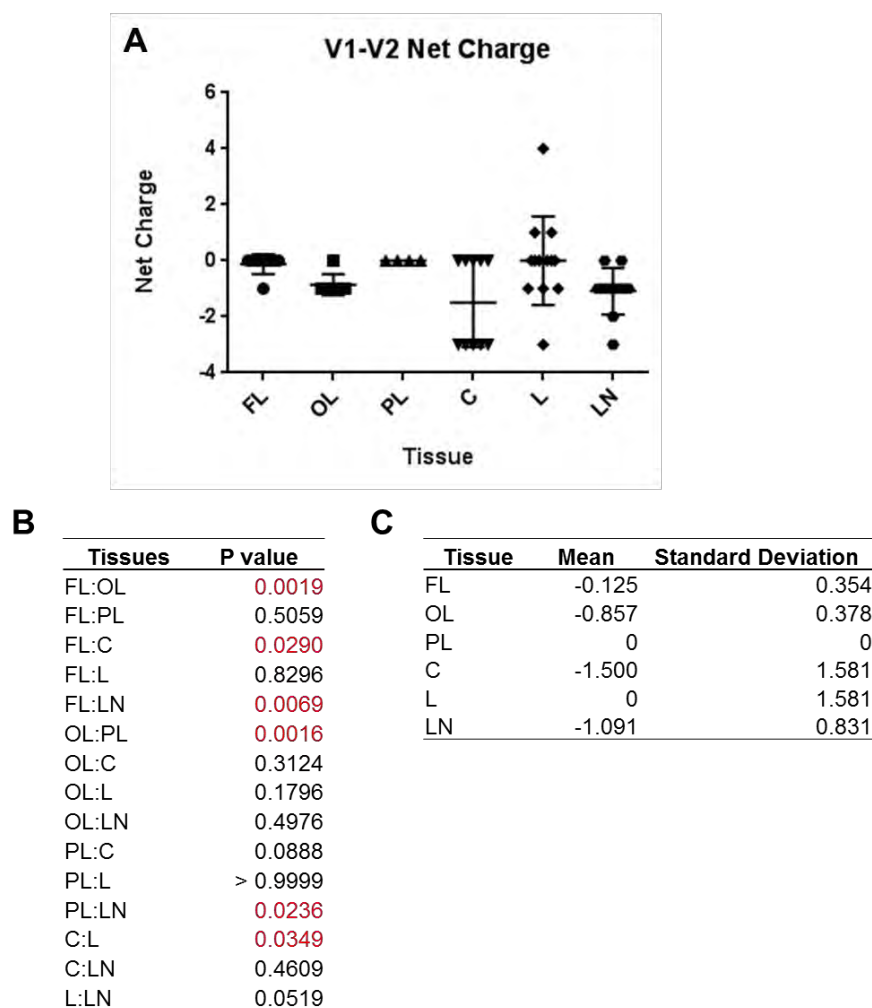 A
V1-V2 Net Charge
Net Charge
6
4
2
0
-2
-4
FL OL PL C L LN
Tissue
B
Tissues P value
FL:OL 0.0019
FL:PL 0.5059
FL:C 0.0290
FL:L 0.8296
FL:LN 0.0069
OL:PL 0.0016
OL:C 0.3124
OL:L 0.1796
OL:LN 0.4976
PL:C 0.0888
PL:L > 0.9999
PL:LN 0.0236
C:L 0.0349
C:LN 0.4609
L:LN 0.0519
C
Tissue Mean Standard Deviation
FL -0.125 0.354
OL -0.857 0.378
PL 0 0
C -1.500 1.581
L 0 1.581
LN -1.091 0.831